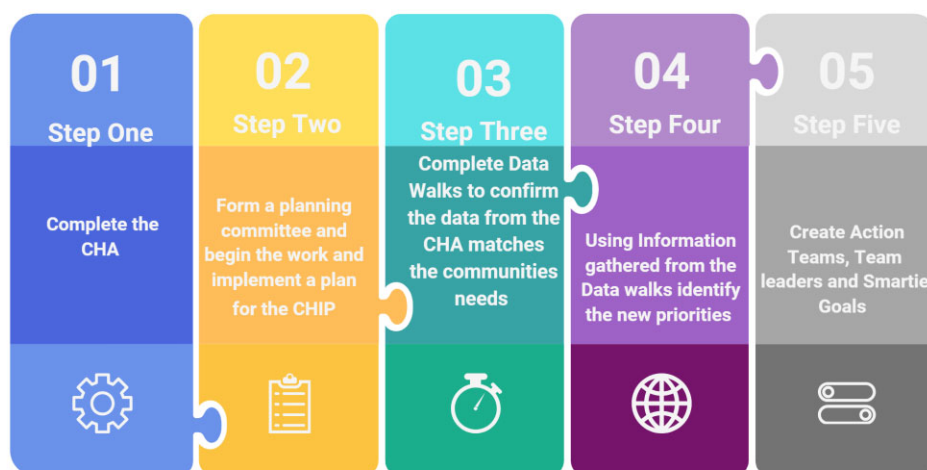 01
Step One
Complete the
CHA
02
Step Two
Form a planning
committee and
begin the work and
implement a plan
for the CHIP
03
Step Three
Complete Data
Walks to confirm
the data from the
CHA matches
the communities
needs
04
Step Four
Using Information
gathered from the
Data walks identify
the new priorities
05
Step Five
Create Action
Teams, Team
leaders and Smartie
Goals